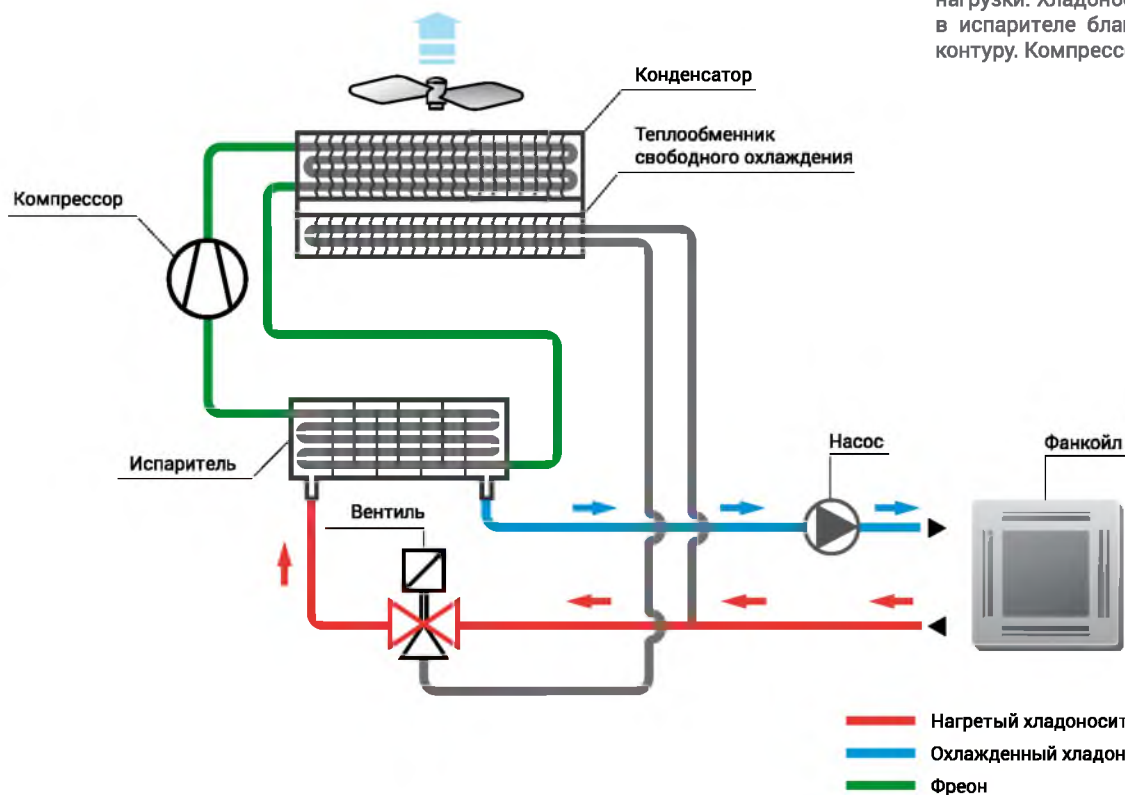 нагрузки. Хладонос
в испарителе бла
контуру. Компресс
Конденсатор
Теплообменник
свободного охлаждения
Компрессор
Испаритель
Вентиль
Насос
Фанкойл
Нагретый хладоносит
Охлажденный хладон
Фреон